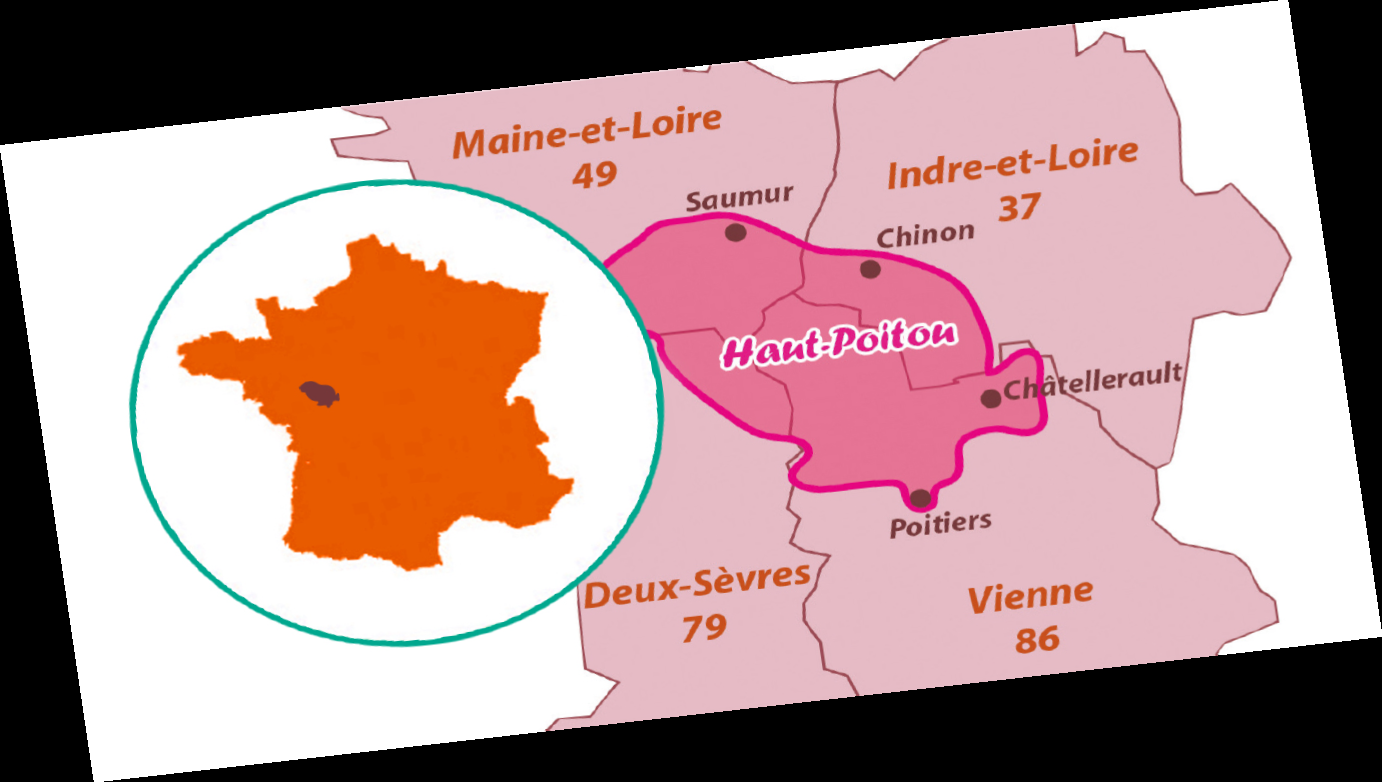 Maine-et-Loire
49
Indre-et-Loire
37
Saumur
Chinon
Haut-Poitou
Châtellerault
Poitiers
Deux-Sèvres
79
Vienne
86